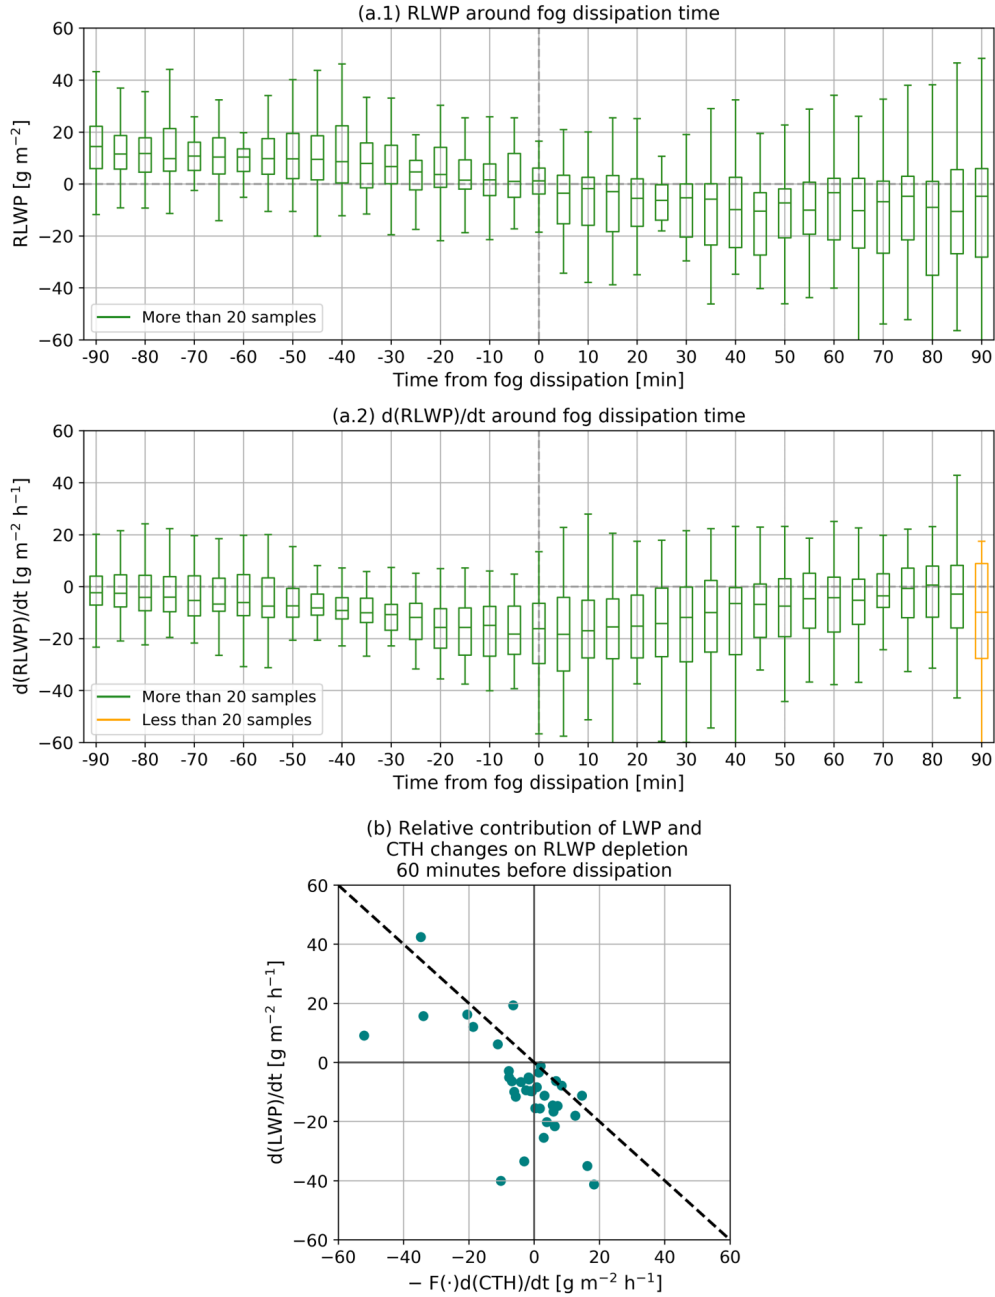 (a.1) RLWP around fog dissipation time
RLWP [g m⁻²]
60
40
20
0
−20
−40
−60
More than 20 samples
-90 -80 -70 -60 -50 -40 -30 -20 -10 0 10 20 30 40 50 60 70 80 90
Time from fog dissipation [min]
(a.2) d(RLWP)/dt around fog dissipation time
d(RLWP)/dt [g m⁻² h⁻¹]
60
40
20
0
−20
−40
−60
More than 20 samples
Less than 20 samples
-90 -80 -70 -60 -50 -40 -30 -20 -10 0 10 20 30 40 50 60 70 80 90
Time from fog dissipation [min]
(b) Relative contribution of LWP and
CTH changes on RLWP depletion
60 minutes before dissipation
d(LWP)/dt [g m⁻² h⁻¹]
60
40
20
0
−20
−40
−60
−60 −40 −20 0 20 40 60
− F(·)d(CTH)/dt [g m⁻² h⁻¹]